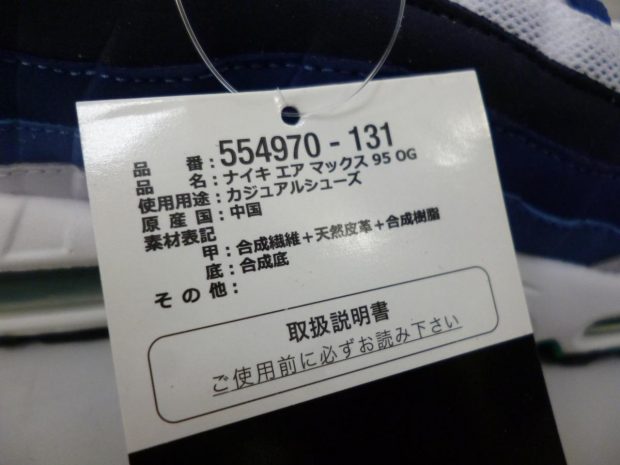 品番：554970-131
品名：ナイキ エア マックス 95 OG
使用用途：カジュアルシューズ
原産国：中国
素材表記
甲：合成繊維＋天然皮革＋合成樹脂
底：合成底
その他：
取扱説明書
ご使用前に必ずお読み下さい